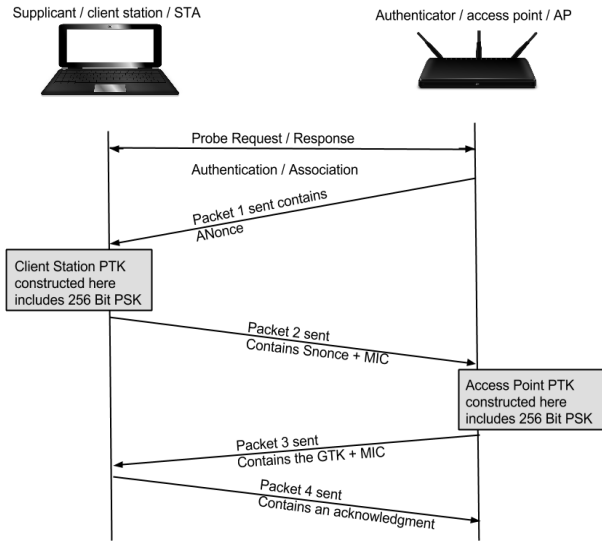 Supplicant / client station / STA
Authenticator / access point / AP
Probe Request / Response
Authentication / Association
Packet 1 sent contains
ANonce
Client Station PTK
constructed here
includes 256 Bit PSK
Packet 2 sent
Contains Snonce + MIC
Access Point PTK
constructed here
includes 256 Bit PSK
Packet 3 sent
Contains the GTK + MIC
Packet 4 sent
Contains an acknowledgment